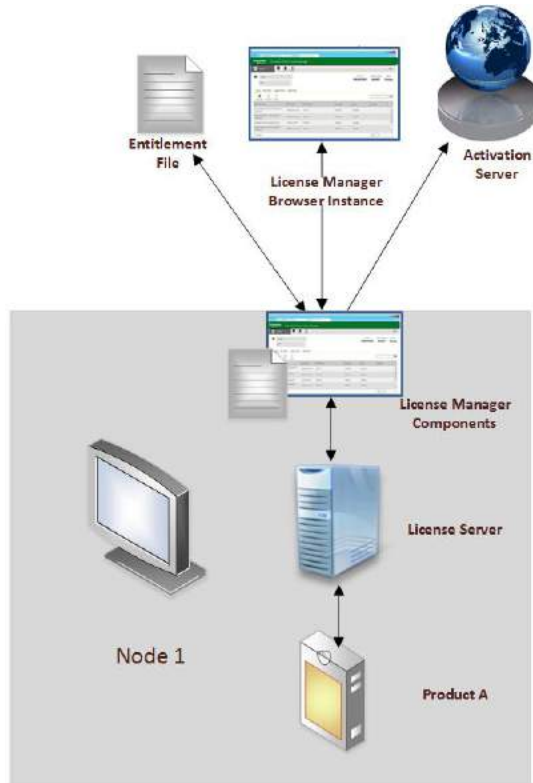 Entitlement
File
License Manager
Browser Instance
Activation
Server
License Manager
Components
License Server
Node 1
Product A